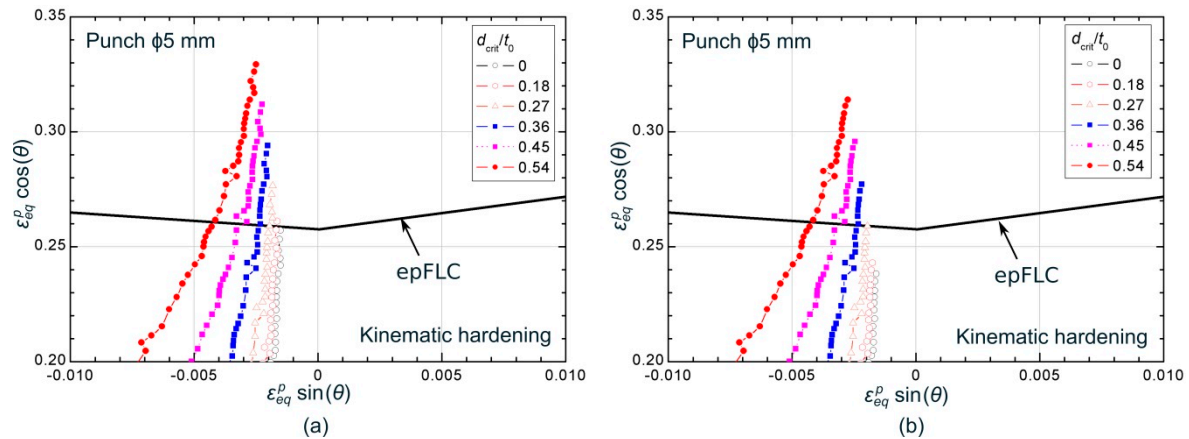 0.35
Punch ϕ5 mm
d_crit/t_0
0
0.18
0.27
0.36
0.45
0.54
0.30
ε^p_eq cos(θ)
0.25
epFLC
Kinematic hardening
0.20
-0.010 -0.005 0 0.005 0.010
ε^p_eq sin(θ)
(a)
0.35
Punch ϕ5 mm
d_crit/t_0
0
0.18
0.27
0.36
0.45
0.54
0.30
ε^p_eq cos(θ)
0.25
epFLC
Kinematic hardening
0.20
-0.010 -0.005 0 0.005 0.010
ε^p_eq sin(θ)
(b)